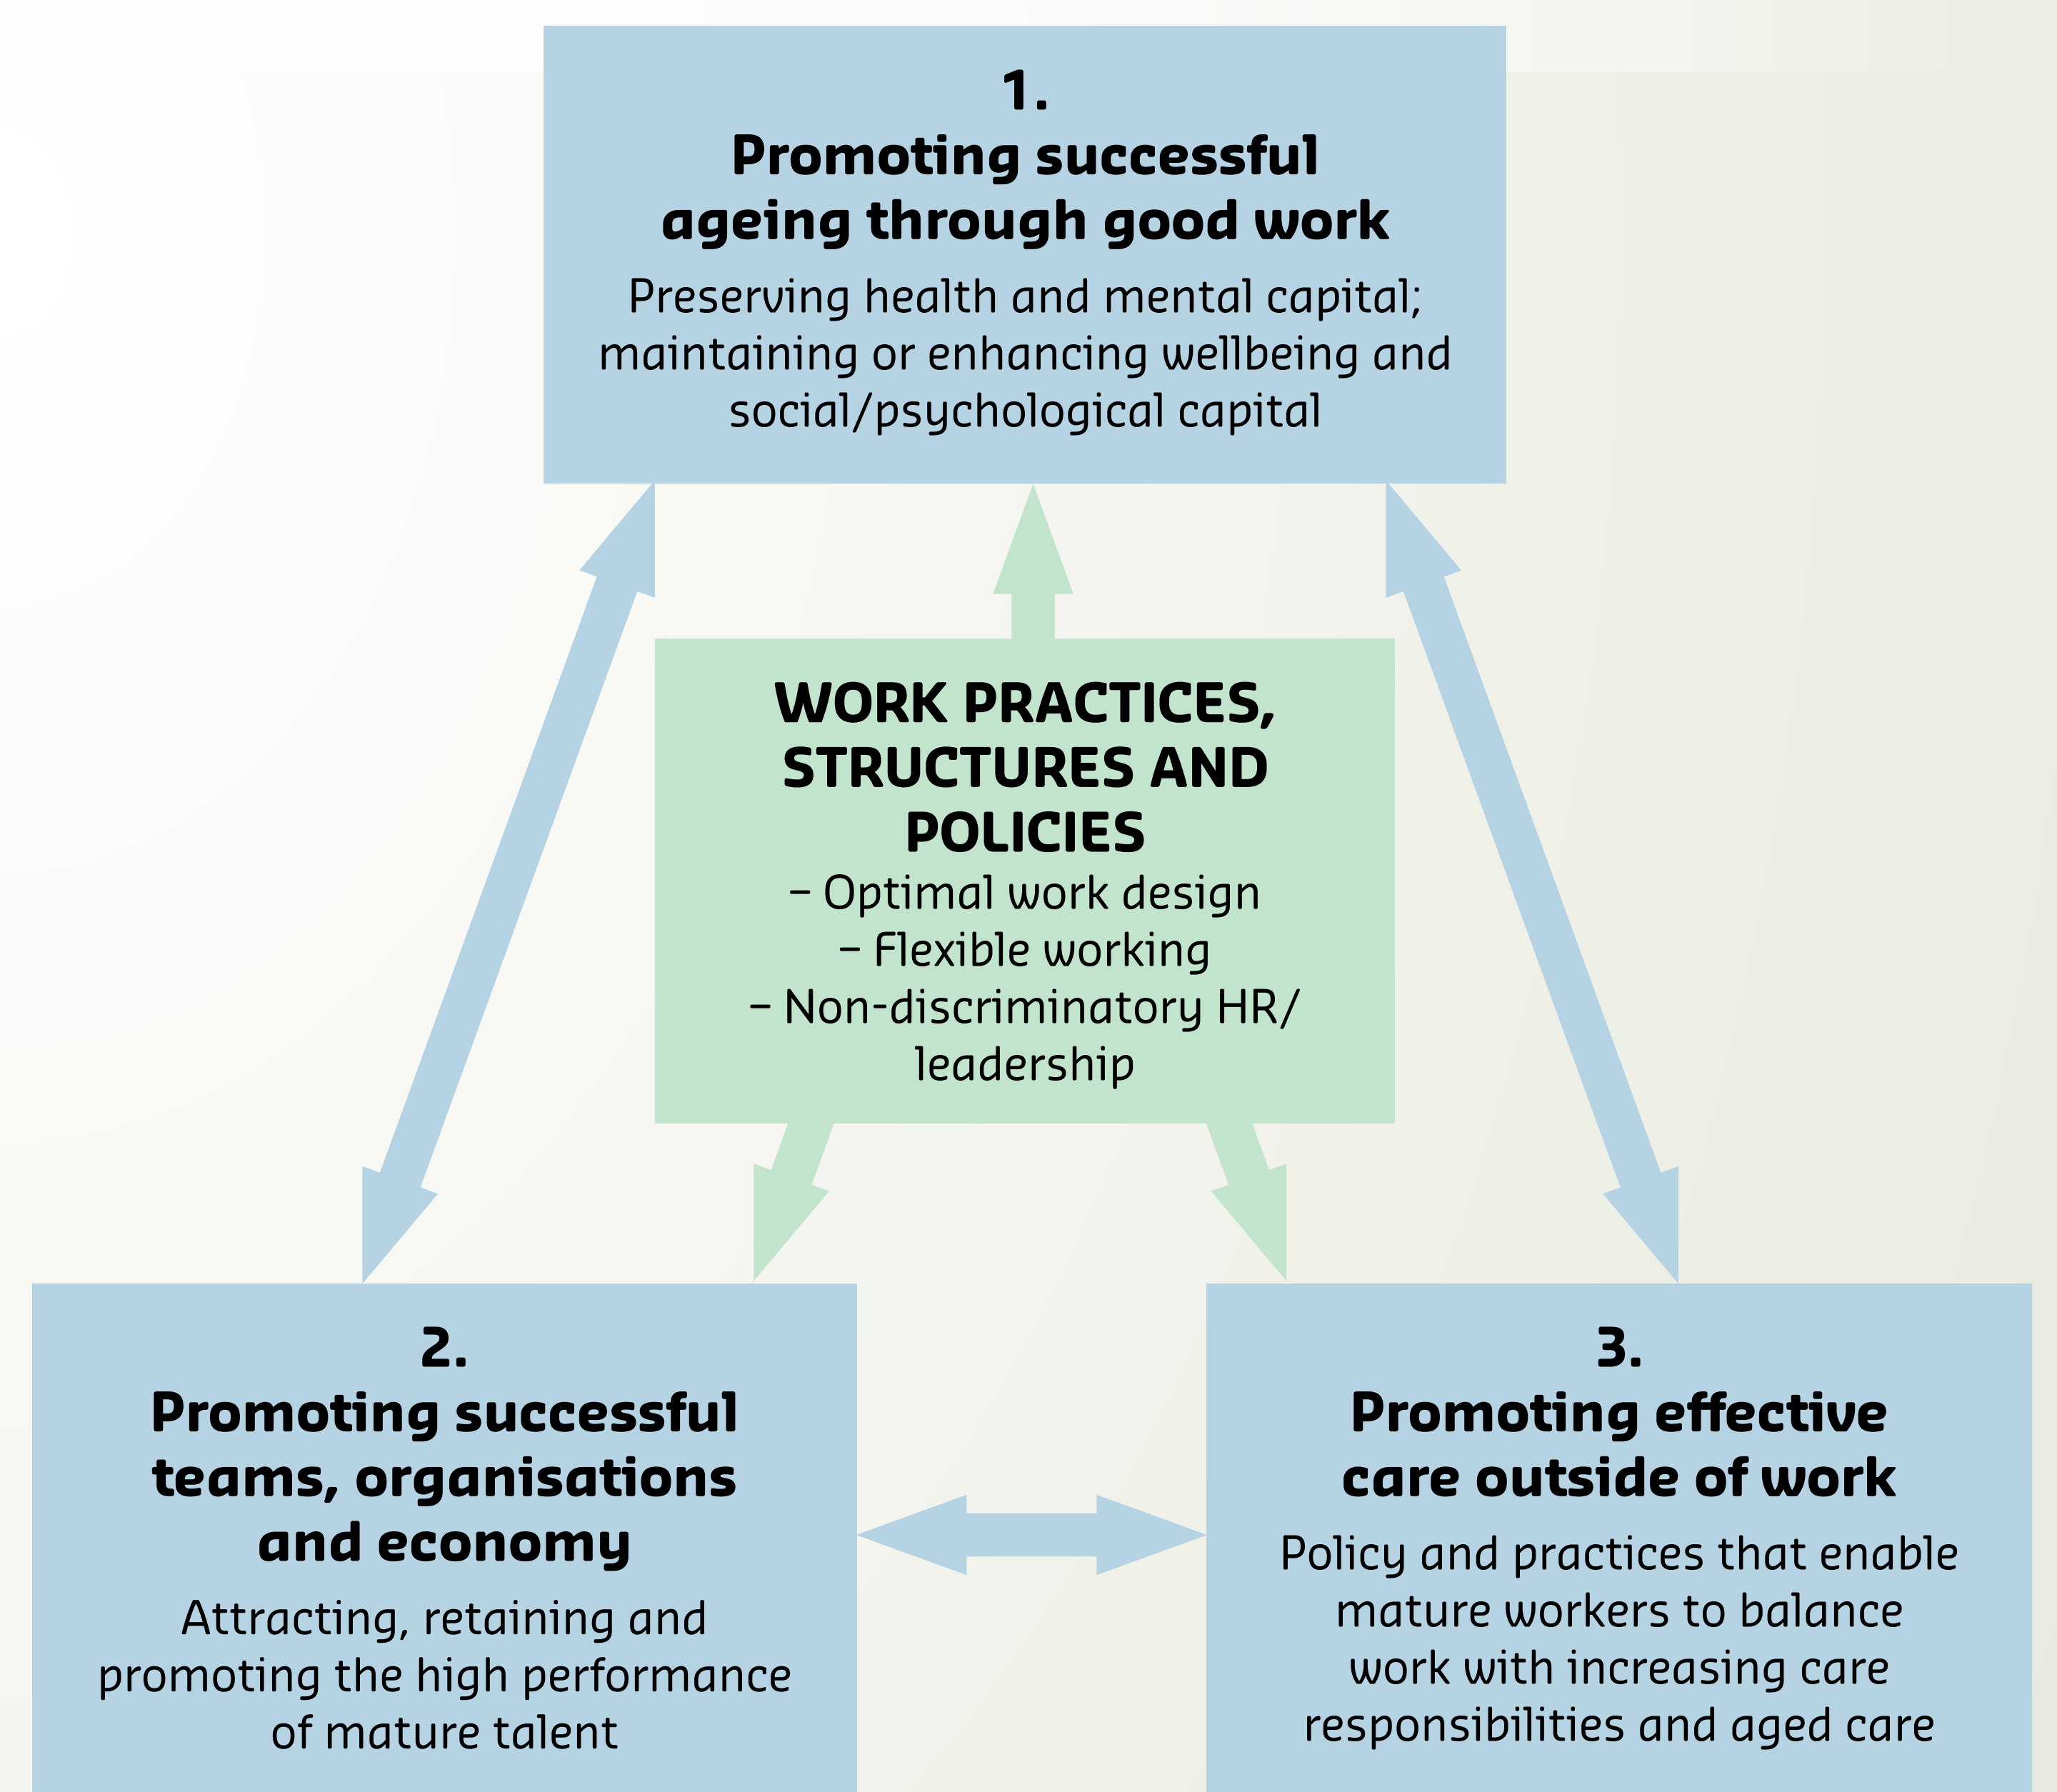 1.
Promoting successful
ageing through good work
Preserving health and mental capital;
maintaining or enhancing wellbeing and
social/psychological capital
WORK PRACTICES,
STRUCTURES AND
POLICIES
– Optimal work design
– Flexible working
– Non-discriminatory HR/
leadership
2.
Promoting successful
teams, organisations
and economy
Attracting, retaining and
promoting the high performance
of mature talent
3.
Promoting effective
care outside of work
Policy and practices that enable
mature workers to balance
work with increasing care
responsibilities and aged care